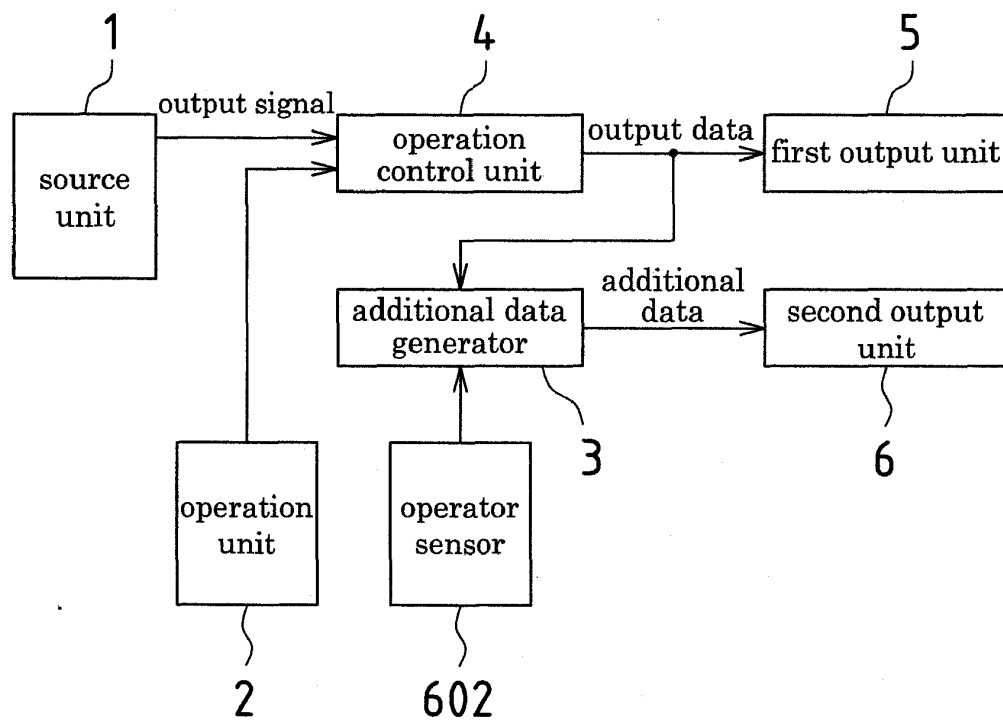 1
4
5
output signal
source
unit
operation
control unit
output data
first output unit
additional data
generator
additional
data
second output
unit
3
6
operation
unit
operator
sensor
2
602